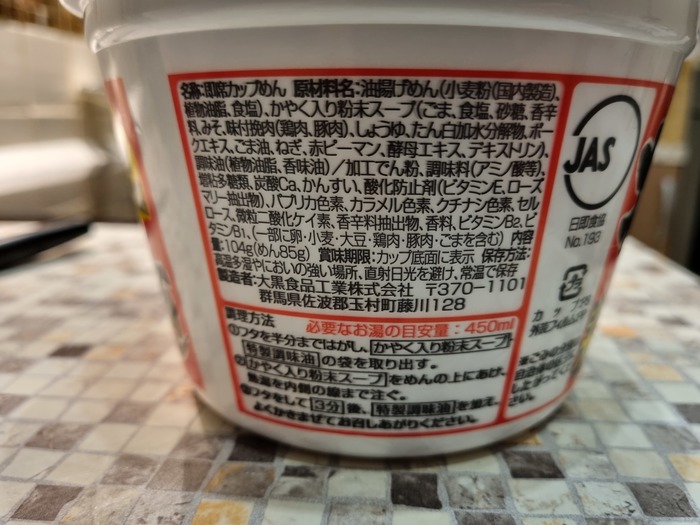 名称:即席カップめん 原材料名:油揚げめん(小麦粉(国内製造)、
植物油脂、食塩)、かやく入り粉末スープ(ごま、食塩、砂糖、香辛
料、みそ、味付挽肉(鶏肉、豚肉)、しょうゆ、たん白加水分解物、ポー
クエキス、ごま油、ねぎ、赤ピーマン、酵母エキス、デキストリン)、
調味油(植物油脂、香味油)/加工でん粉、調味料(アミノ酸等)、
増粘多糖類、炭酸Ca、かんすい、酸化防止剤(ビタミンE、ローズ
マリー抽出物)、パプリカ色素、カラメル色素、クチナシ色素、セル
ロース、微粒二酸化ケイ素、香辛料抽出物、香料、ビタミンB₂、ビ
タミンB₁、(一部に卵・小麦・大豆・鶏肉・豚肉・ごまを含む) 内容
量:104g(めん85g) 賞味期限:カップ底面に表示 保存方法:
高温多湿やにおいの強い場所、直射日光を避け、常温で保存
製造者:大黒食品工業株式会社 〒370-1101
群馬県佐波郡玉村町藤川128
調理方法 必要なお湯の目安量:450ml
①フタを半分まではがし、かやく入り粉末スープ
特製調味油の袋を取り出す。
②かやく入り粉末スープをめんの上にあけ、
熱湯を内側の線まで注ぐ。
③フタをして3分後、特製調味油を加え、
よくかきまぜてお召しあがりください。
JAS
日即食品
No.193
プラ
カップ:PS